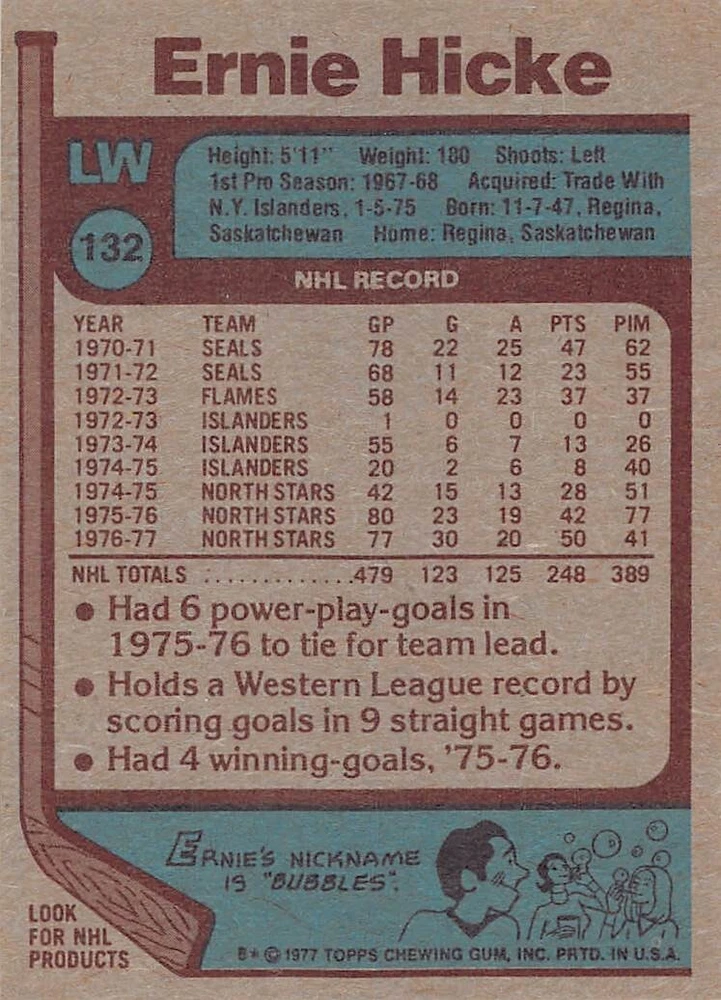 Ernie Hicke
LW
132
Height: 5'11" Weight: 180 Shoots: Left
1st Pro Season: 1967-68 Acquired: Trade With
N.Y. Islanders, 1-5-75 Born: 11-7-47, Regina,
Saskatchewan Home: Regina, Saskatchewan
NHL RECORD
YEAR TEAM GP G A PTS PIM
1970-71 SEALS 78 22 25 47 62
1971-72 SEALS 68 11 12 23 55
1972-73 FLAMES 58 14 23 37 37
1972-73 ISLANDERS 1 0 0 0 0
1973-74 ISLANDERS 55 6 7 13 26
1974-75 ISLANDERS 20 2 6 8 40
1974-75 NORTH STARS 42 15 13 28 51
1975-76 NORTH STARS 80 23 19 42 77
1976-77 NORTH STARS 77 30 20 50 41
NHL TOTALS .............479 123 125 248 389
● Had 6 power-play-goals in
1975-76 to tie for team lead.
● Holds a Western League record by
scoring goals in 9 straight games.
● Had 4 winning-goals, '75-76.
ERNIE'S NICKNAME
IS "BUBBLES".
LOOK
FOR NHL
PRODUCTS
B* © 1977 TOPPS CHEWING GUM, INC. PRTD. IN U.S.A.